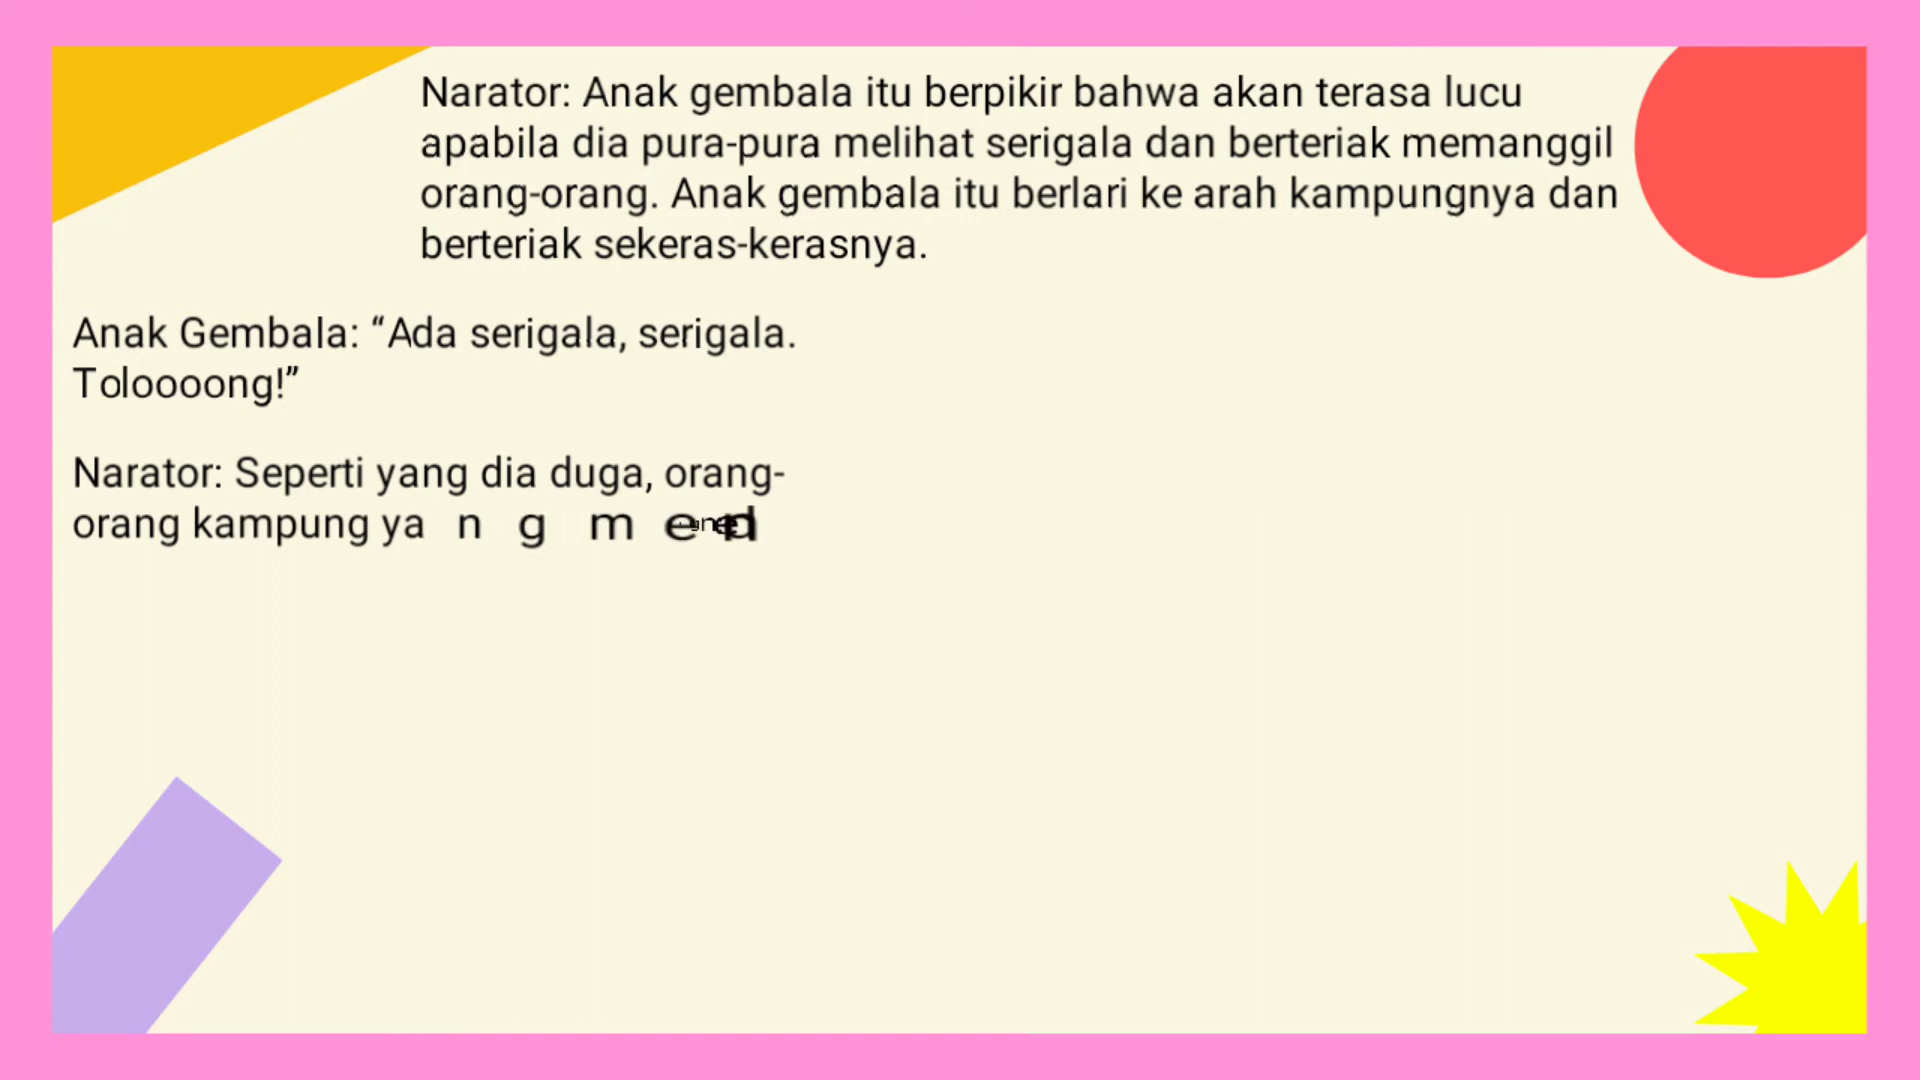 Narator: Anak gembala itu berpikir bahwa akan terasa lucu
apabila dia pura-pura melihat serigala dan berteriak memanggil
orang-orang. Anak gembala itu berlari ke arah kampungnya dan
berteriak sekeras-kerasnya.
Anak Gembala: “Ada serigala, serigala.
Toloooong!”
Narator: Seperti yang dia duga, orang-
orang kampung yang